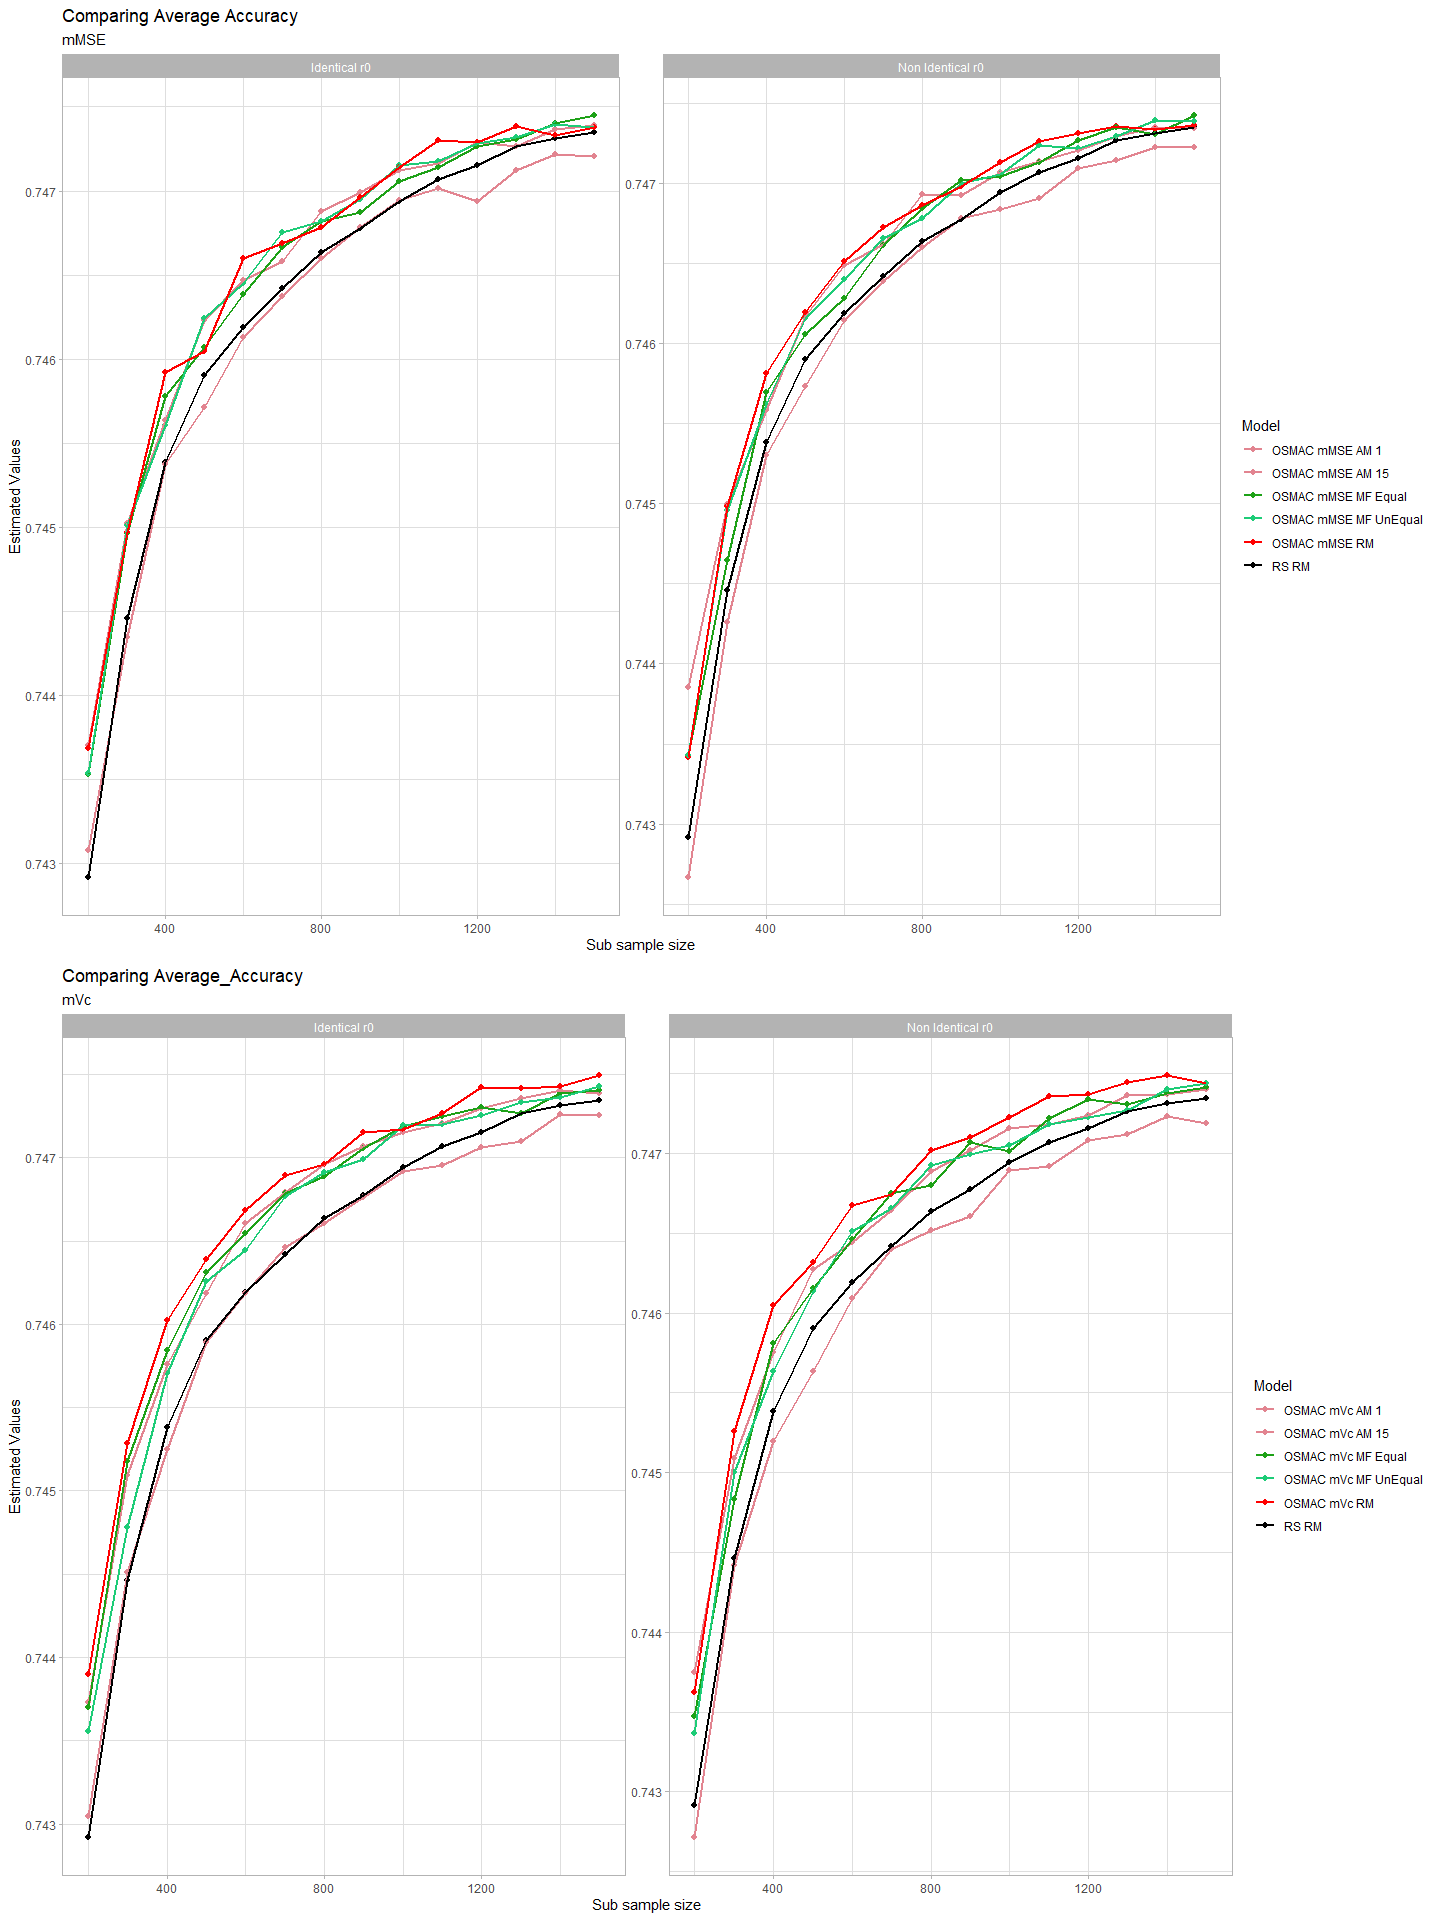 Comparing Average Accuracy
mMSE
Identical r0
Non Identical r0
0.747
0.746
0.745
0.744
0.743
0.747
0.746
0.745
0.744
0.743
Estimated Values
400
800
1200
400
800
1200
Sub sample size
Model
OSMAC mMSE AM 1
OSMAC mMSE AM 15
OSMAC mMSE MF Equal
OSMAC mMSE MF UnEqual
OSMAC mMSE RM
RS RM
Comparing Average_Accuracy
mVc
Identical r0
Non Identical r0
0.747
0.746
0.745
0.744
0.743
0.747
0.746
0.745
0.744
0.743
Estimated Values
400
800
1200
400
800
1200
Sub sample size
Model
OSMAC mVc AM 1
OSMAC mVc AM 15
OSMAC mVc MF Equal
OSMAC mVc MF UnEqual
OSMAC mVc RM
RS RM